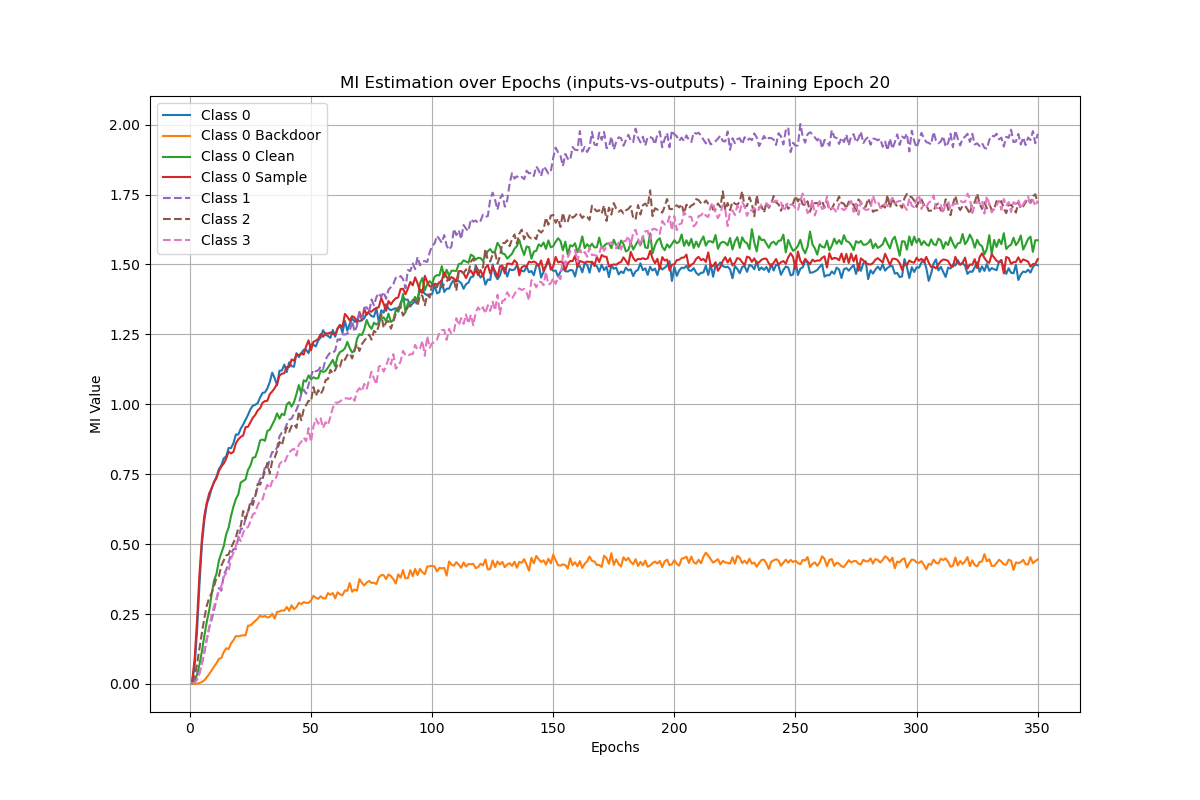 MI Estimation over Epochs (inputs-vs-outputs) - Training Epoch 20
Class 0
Class 0 Backdoor
Class 0 Clean
Class 0 Sample
Class 1
Class 2
Class 3
MI Value
2.00
1.75
1.50
1.25
1.00
0.75
0.50
0.25
0.00
0 50 100 150 200 250 300 350
Epochs